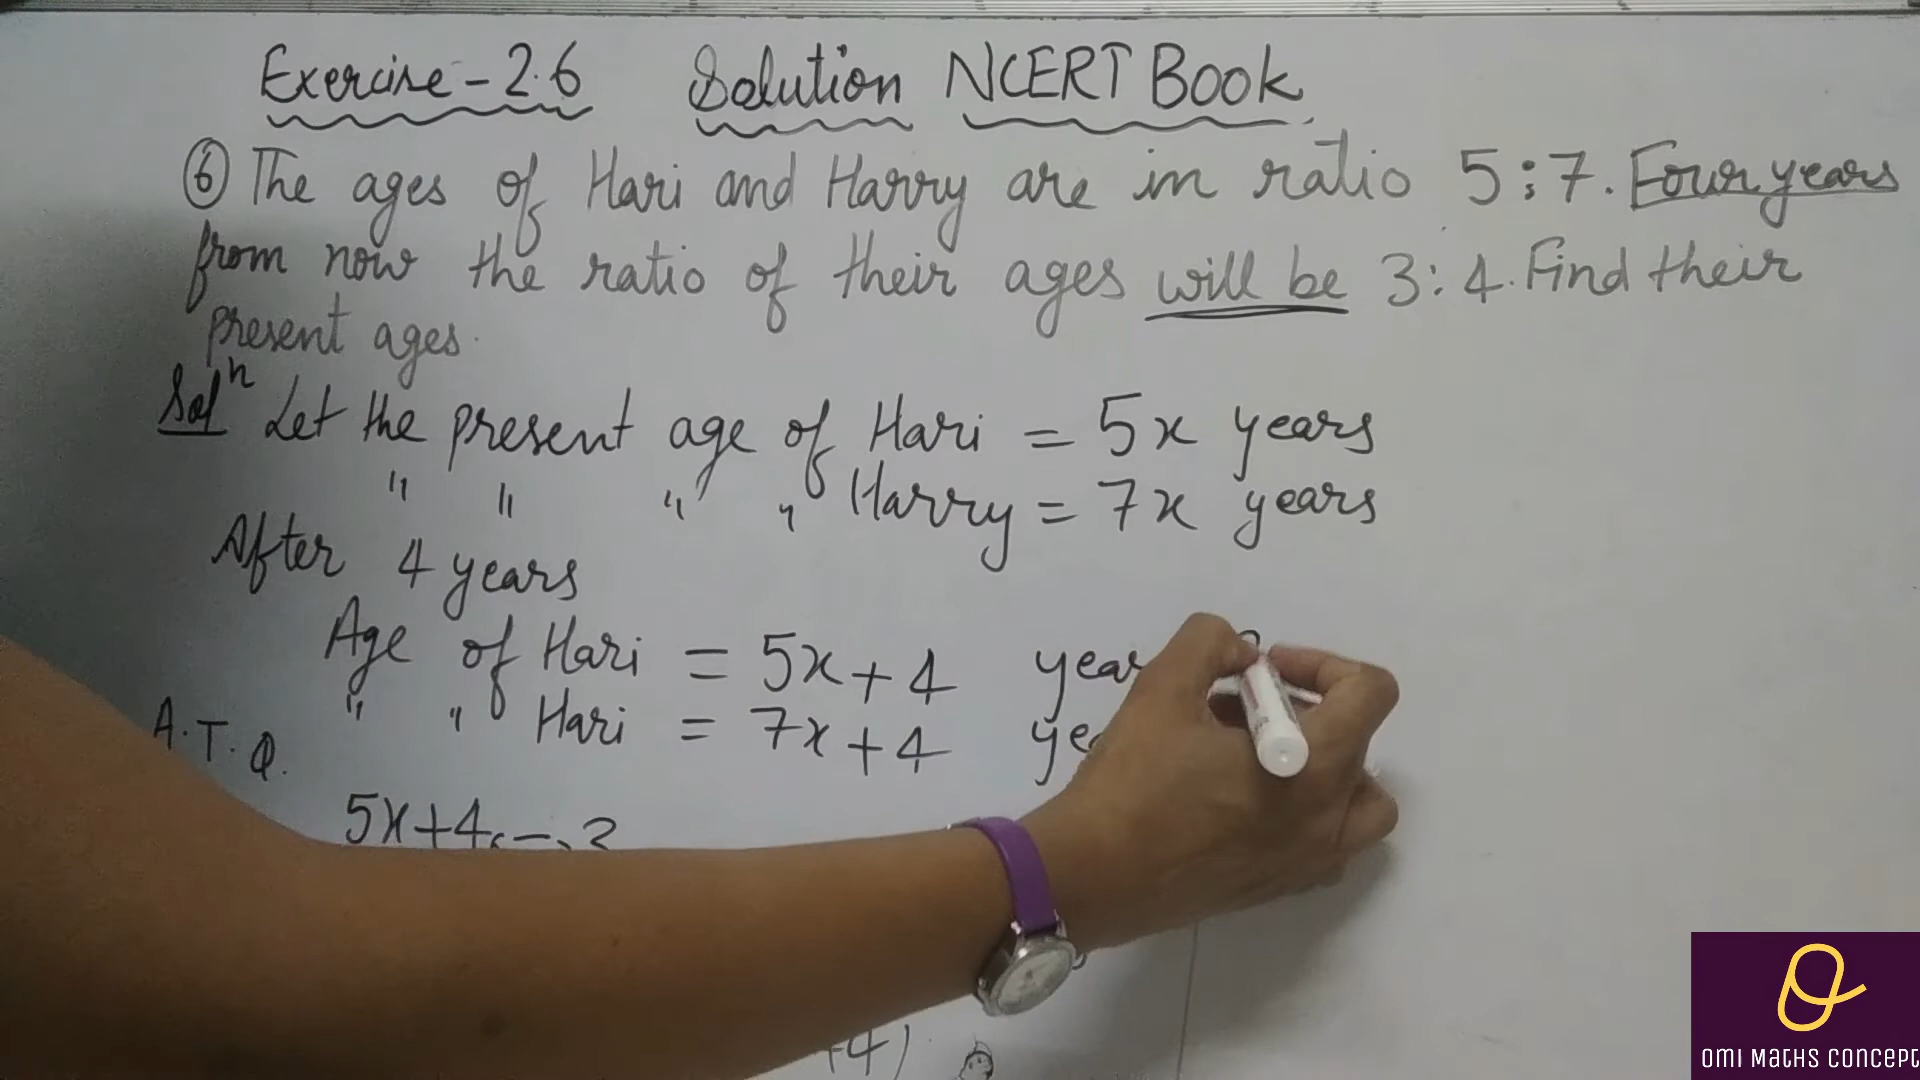 Exercise-2.6 Solution NCERT Book
⑥ The ages of Hari and Harry are in ratio 5:7. Four years
from now the ratio of their ages will be 3:4. Find their
present ages.
Solⁿ Let the present age of Hari = 5x years
" " " " Harry = 7x years
After 4 years
Age of Hari = 5x+4 year
" " Hari = 7x+4 ye
A.T.Q.
5x+4 = 3
+4)
OMI MATHS CONCEPT